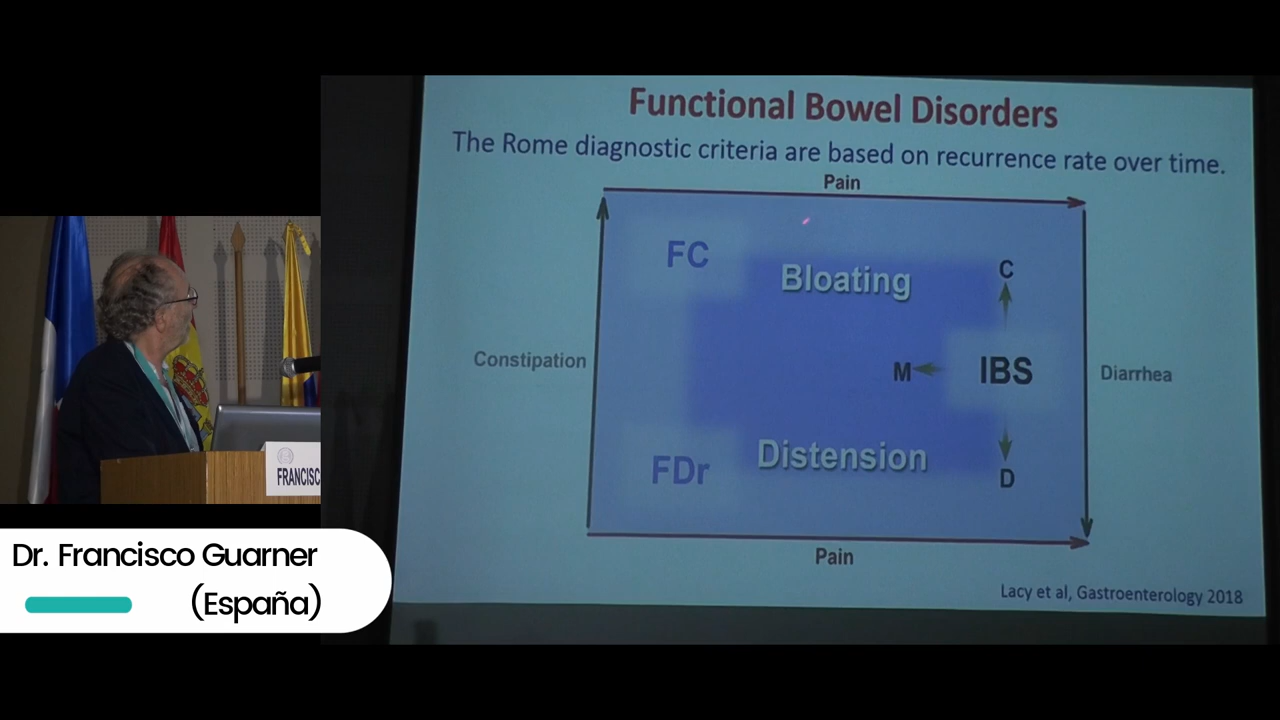 Functional Bowel Disorders
The Rome diagnostic criteria are based on recurrence rate over time.
Pain
FC
Bloating
C
Constipation
M
IBS
Diarrhea
FDr
Distension
D
Pain
Lacy et al, Gastroenterology 2018
FRANCISC
Dr. Francisco Guarner
(España)